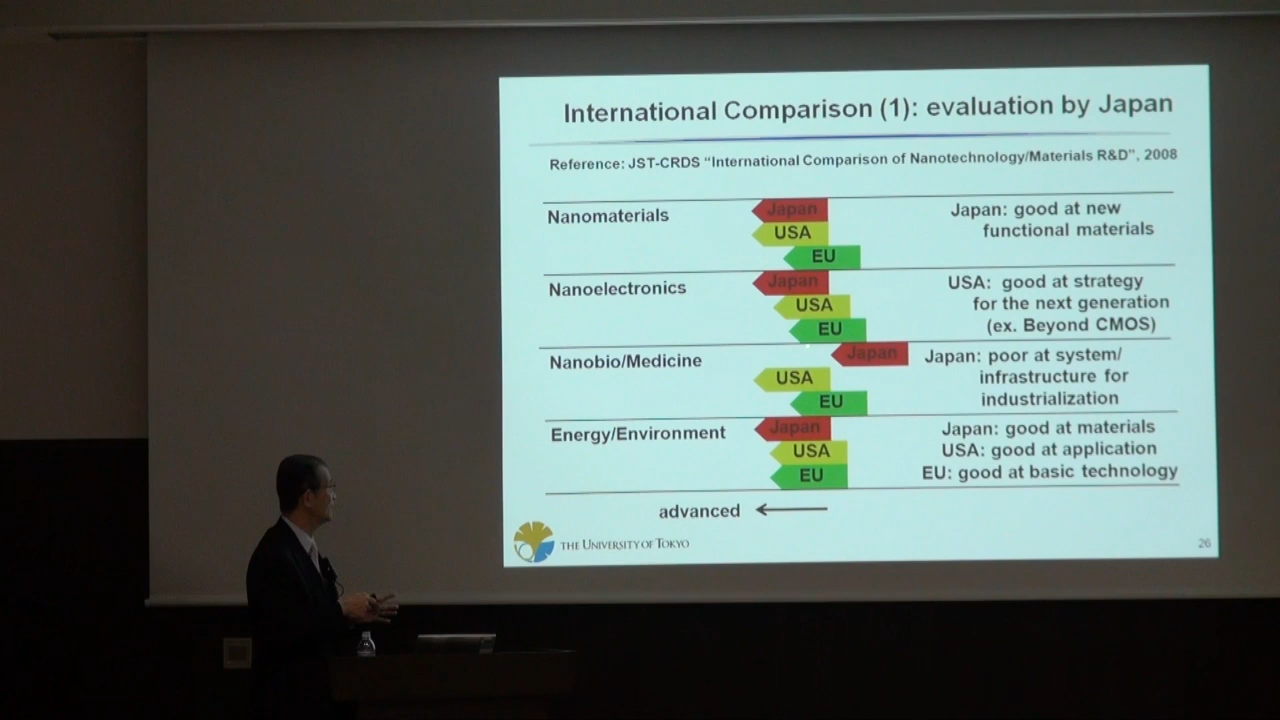 International Comparison (1): evaluation by Japan
Reference: JST-CRDS “International Comparison of Nanotechnology/Materials R&D”, 2008
Nanomaterials
Japan
USA
EU
Japan: good at new
functional materials
Nanoelectronics
Japan
USA
EU
USA: good at strategy
for the next generation
(ex. Beyond CMOS)
Nanobio/Medicine
Japan
USA
EU
Japan: poor at system/
infrastructure for
industrialization
Energy/Environment
Japan
USA
EU
Japan: good at materials
USA: good at application
EU: good at basic technology
advanced
THE UNIVERSITY OF TOKYO
26